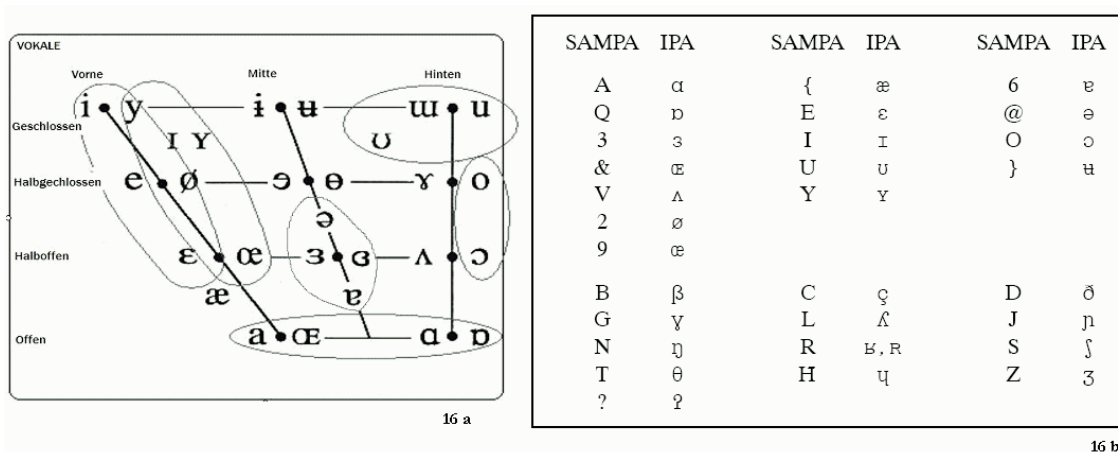 VOKALE
Vorne Mitte Hinten
i y ɨ ʉ ɯ u
Geschlossen
ɪ ʏ ʊ
Halbgechlossen e ø ɘ ɵ ɤ o
ə
Halboffen ɛ œ ɜ ɞ ʌ ɔ
æ ɐ
Offen a ɶ ɑ ɒ
16 a
SAMPA IPA SAMPA IPA SAMPA IPA
A ɑ { æ 6 ɐ
Q ɒ E ɛ @ ə
3 ɜ I ɪ O ɔ
& ɶ U ʊ } ʉ
V ʌ Y ʏ
2 ø
9 œ
B β C ç D ð
G ɣ L ʎ J ɲ
N ŋ R ʁ, R S ʃ
T θ H ɥ Z ʒ
? ʔ
16 b